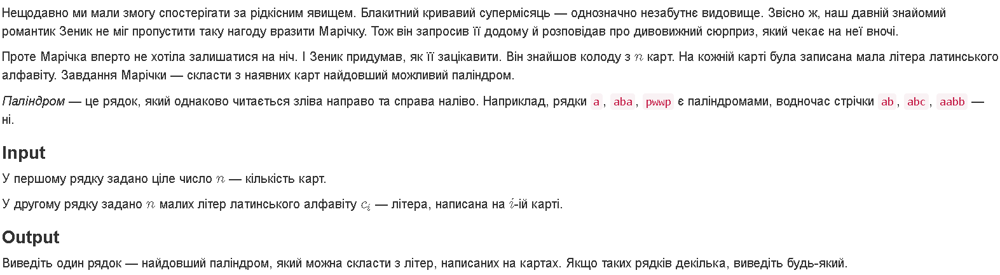 Нещодавно ми мали змогу спостерігати за рідкісним явищем. Блакитний кривавий супермісяць — однозначно незабутнє видовище. Звісно ж, наш давній знайомий
романтик Зеник не міг пропустити таку нагоду вразити Марічку. Тож він запросив її додому й розповідав про дивовижний сюрприз, який чекає на неї вночі.
Проте Марічка вперто не хотіла залишатися на ніч. І Зеник придумав, як її зацікавити. Він знайшов колоду з n карт. На кожній карті була записана мала літера латинського
алфавіту. Завдання Марічки — скласти з наявних карт найдовший можливий паліндром.
Паліндром — це рядок, який однаково читається зліва направо та справа наліво. Наприклад, рядки a, aba, pwwp є паліндромами, водночас стрічки ab, abc, aabb —
ні.
Input
У першому рядку задано ціле число n — кількість карт.
У другому рядку задано n малих літер латинського алфавіту c_i — літера, написана на i-ій карті.
Output
Виведіть один рядок — найдовший паліндром, який можна скласти з літер, написаних на картах. Якщо таких рядків декілька, виведіть будь-який.